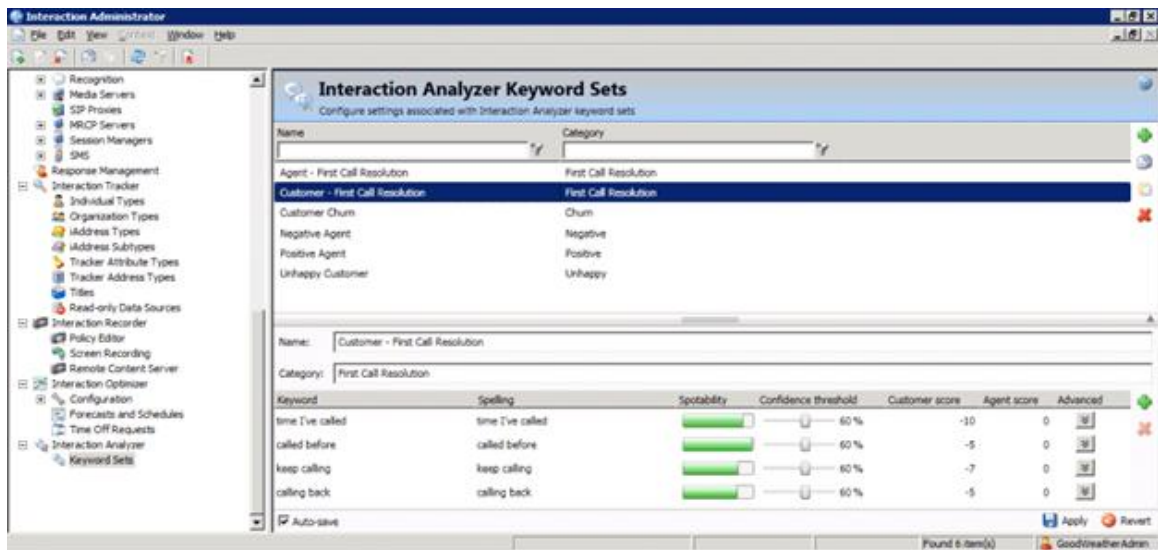 Interaction Administrator
File Edit View Context Window Help
Recognition
Media Servers
SIP Proxies
MRCP Servers
Session Managers
SMS
Response Management
Interaction Tracker
Individual Types
Organization Types
iAddress Types
iAddress Subtypes
Tracker Attribute Types
Tracker Address Types
Titles
Read-only Data Sources
Interaction Recorder
Policy Editor
Screen Recording
Remote Content Server
Interaction Optimizer
Configuration
Forecasts and Schedules
Time Off Requests
Interaction Analyzer
Keyword Sets
Interaction Analyzer Keyword Sets
Configure settings associated with Interaction Analyzer keyword sets
Name Category
Agent - First Call Resolution First Call Resolution
Customer - First Call Resolution First Call Resolution
Customer Churn Churn
Negative Agent Negative
Positive Agent Positive
Unhappy Customer Unhappy
Name: Customer - First Call Resolution
Category: First Call Resolution
Keyword Spelling Spotability Confidence threshold Customer score Agent score Advanced
time I've called time I've called 60 % -10 0
called before called before 60 % -5 0
keep calling keep calling 60 % -7 0
calling back calling back 60 % -5 0
Auto-save Apply Revert
Found 6 item(s) GoodWeatherAdmin